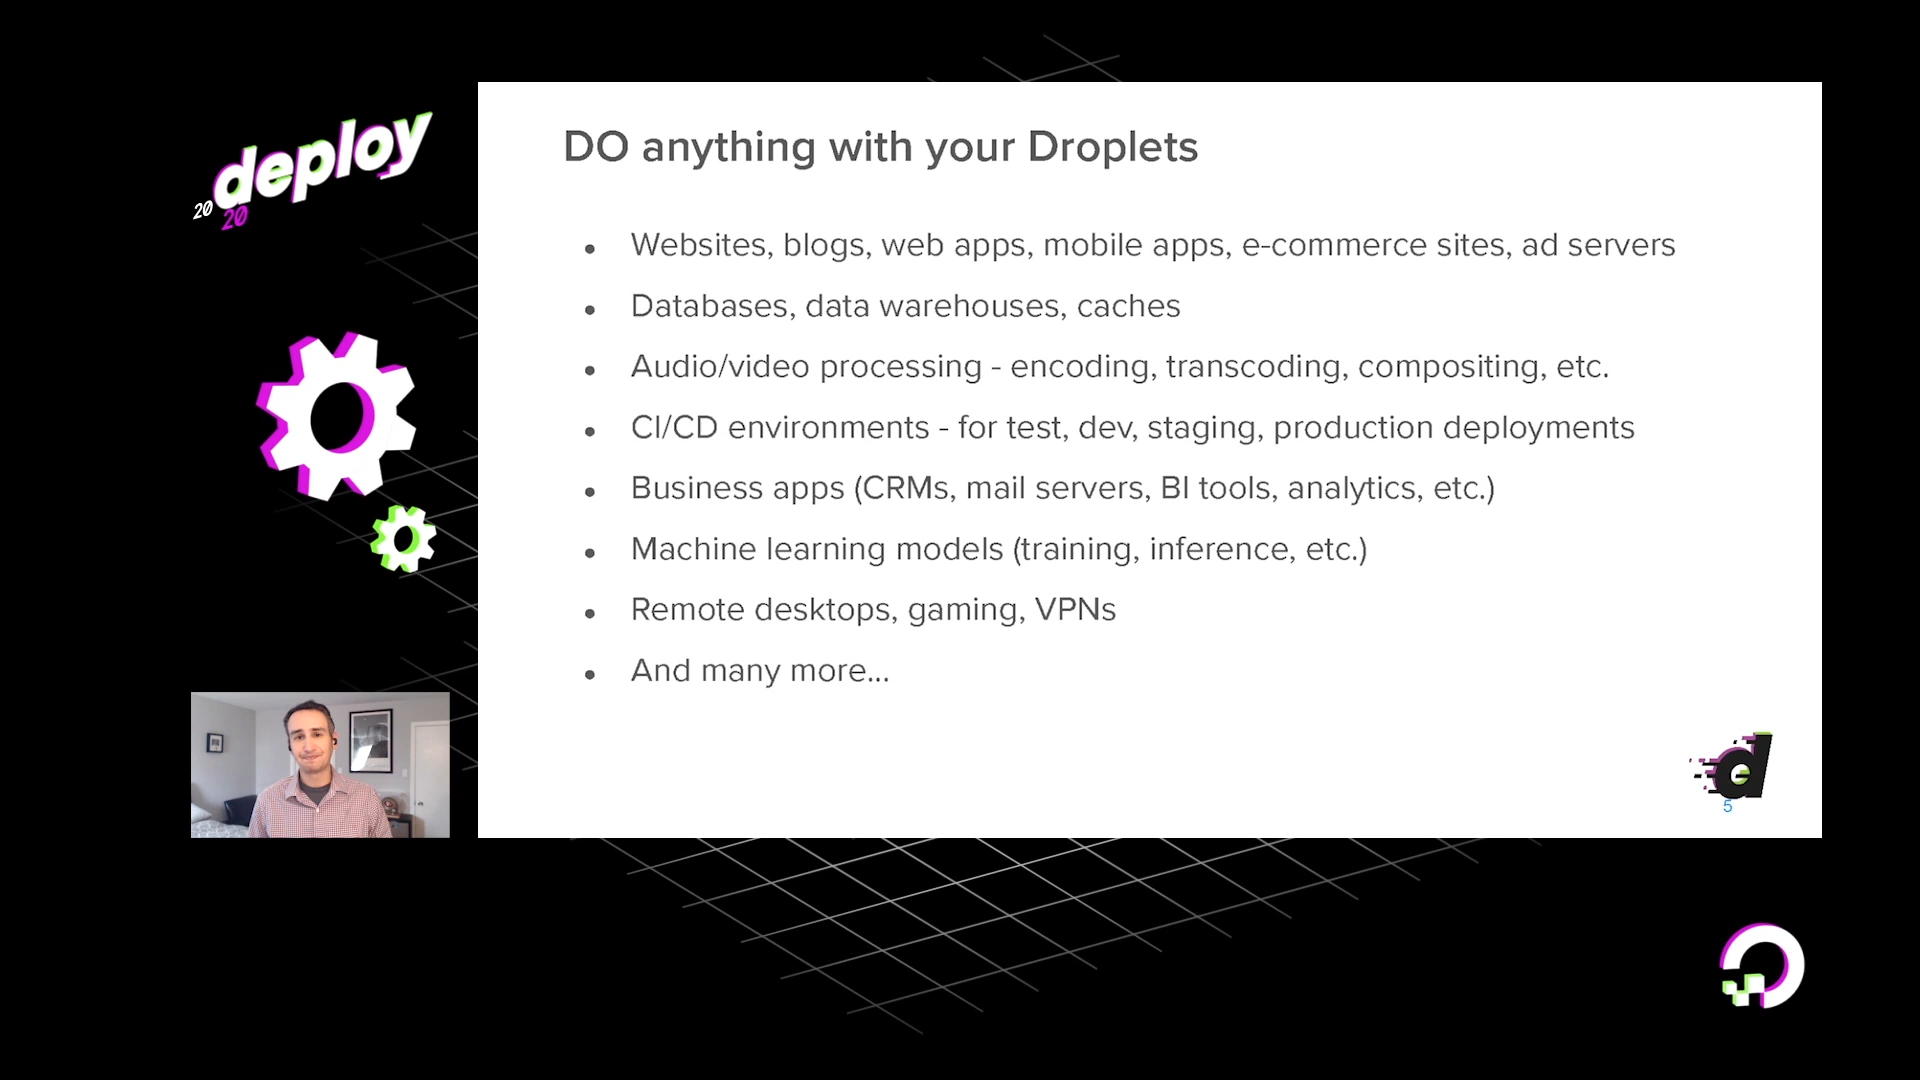 deploy
20
20
DO anything with your Droplets
• Websites, blogs, web apps, mobile apps, e-commerce sites, ad servers
• Databases, data warehouses, caches
• Audio/video processing - encoding, transcoding, compositing, etc.
• CI/CD environments - for test, dev, staging, production deployments
• Business apps (CRMs, mail servers, BI tools, analytics, etc.)
• Machine learning models (training, inference, etc.)
• Remote desktops, gaming, VPNs
• And many more...
d
5